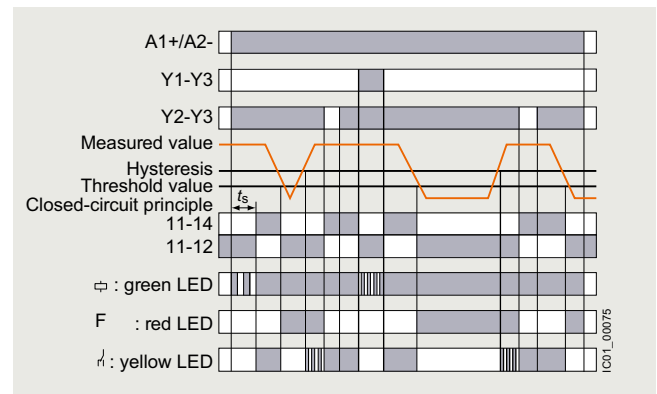 A1+/A2-
Y1-Y3
Y2-Y3
Measured value
Hysteresis
Threshold value
Closed-circuit principle
ts
11-14
11-12
: green LED
F : red LED
: yellow LED
IC01_00075